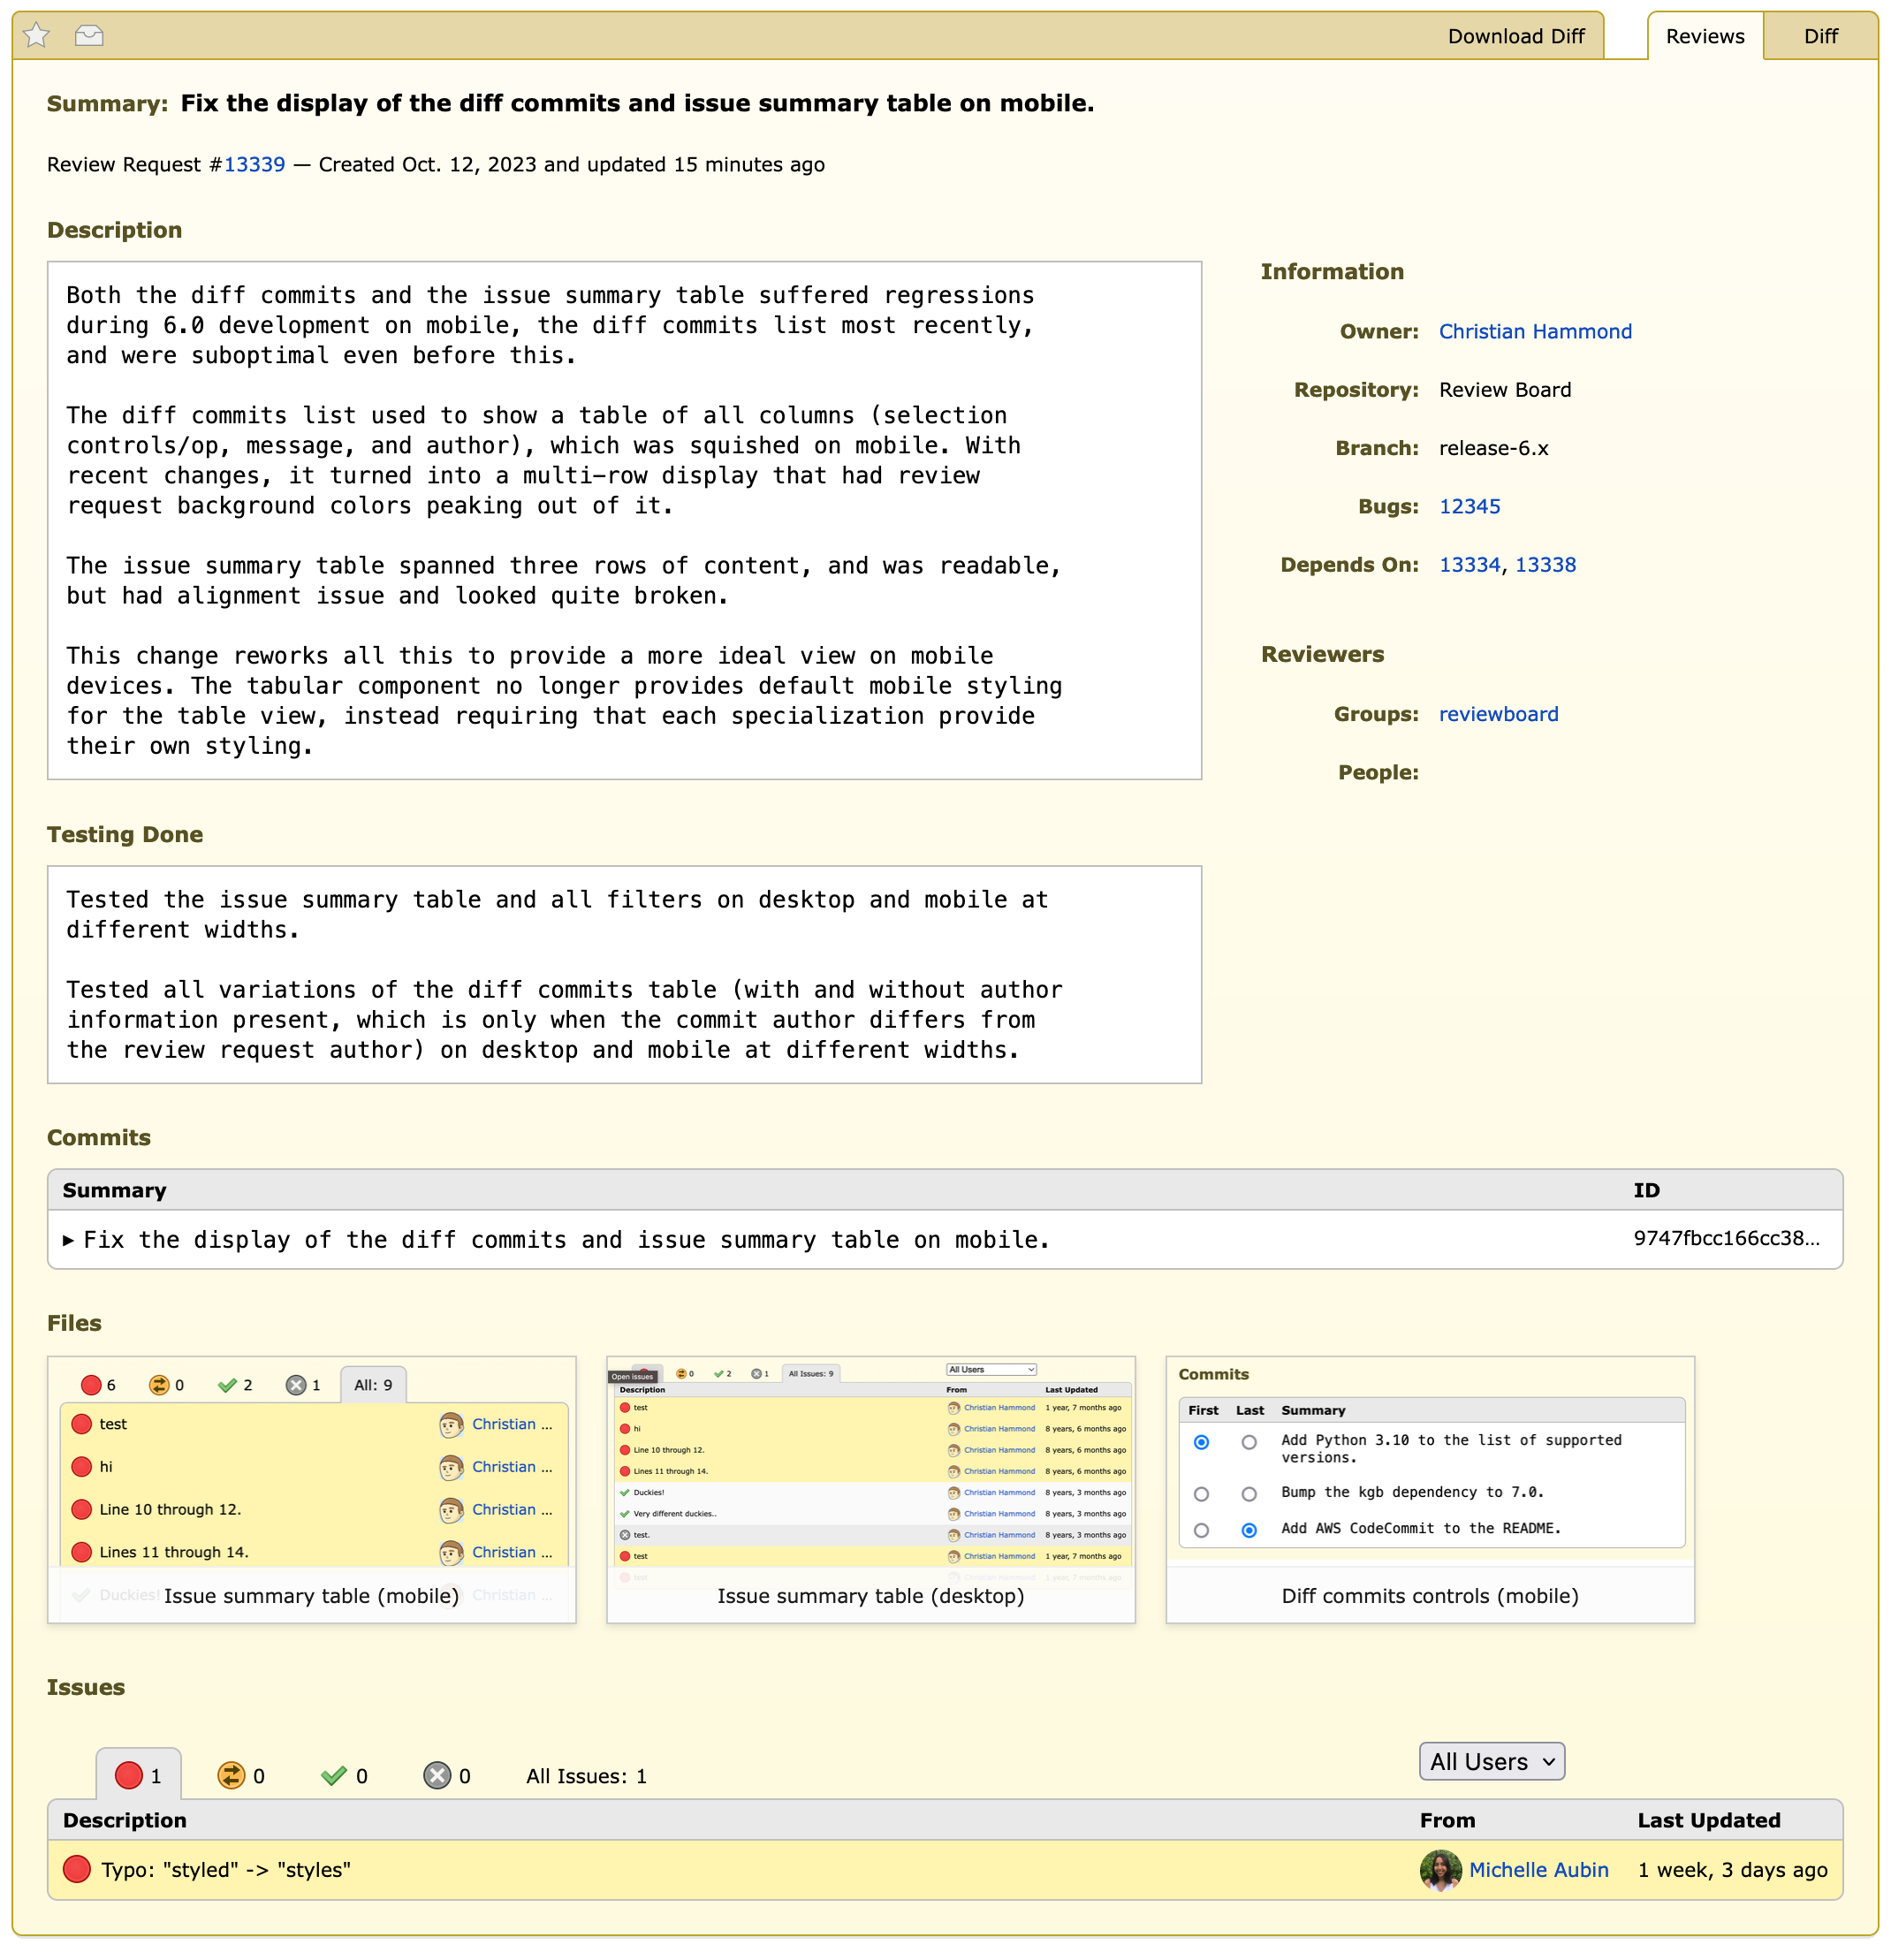 Download Diff
Reviews
Diff
Summary: Fix the display of the diff commits and issue summary table on mobile.
Review Request #13339 — Created Oct. 12, 2023 and updated 15 minutes ago
Description
Both the diff commits and the issue summary table suffered regressions
during 6.0 development on mobile, the diff commits list most recently,
and were suboptimal even before this.
The diff commits list used to show a table of all columns (selection
controls/op, message, and author), which was squished on mobile. With
recent changes, it turned into a multi-row display that had review
request background colors peaking out of it.
The issue summary table spanned three rows of content, and was readable,
but had alignment issue and looked quite broken.
This change reworks all this to provide a more ideal view on mobile
devices. The tabular component no longer provides default mobile styling
for the table view, instead requiring that each specialization provide
their own styling.
Information
Owner: Christian Hammond
Repository: Review Board
Branch: release-6.x
Bugs: 12345
Depends On: 13334, 13338
Reviewers
Groups: reviewboard
People:
Testing Done
Tested the issue summary table and all filters on desktop and mobile at
different widths.
Tested all variations of the diff commits table (with and without author
information present, which is only when the commit author differs from
the review request author) on desktop and mobile at different widths.
Commits
Summary ID
Fix the display of the diff commits and issue summary table on mobile. 9747fbcc166cc38...
Files
6 0 2 1 All: 9
test Christian ...
hi Christian ...
Line 10 through 12. Christian ...
Lines 11 through 14. Christian ...
Duckies! Christian ...
Issue summary table (mobile)
Open issues 0 2 1 All Issues: 9 All Users
Description From Last Updated
test Christian Hammond 1 year, 7 months ago
hi Christian Hammond 8 years, 6 months ago
Line 10 through 12. Christian Hammond 8 years, 6 months ago
Lines 11 through 14. Christian Hammond 8 years, 6 months ago
Duckies! Christian Hammond 8 years, 3 months ago
Very different duckies.. Christian Hammond 8 years, 3 months ago
test. Christian Hammond 8 years, 3 months ago
test Christian Hammond 1 year, 7 months ago
test Christian Hammond 1 year, 7 months ago
Issue summary table (desktop)
Commits
First Last Summary
Add Python 3.10 to the list of supported
versions.
Bump the kgb dependency to 7.0.
Add AWS CodeCommit to the README.
Diff commits controls (mobile)
Issues
1 0 0 0 All Issues: 1 All Users
Description From Last Updated
Typo: "styled" -> "styles" Michelle Aubin 1 week, 3 days ago